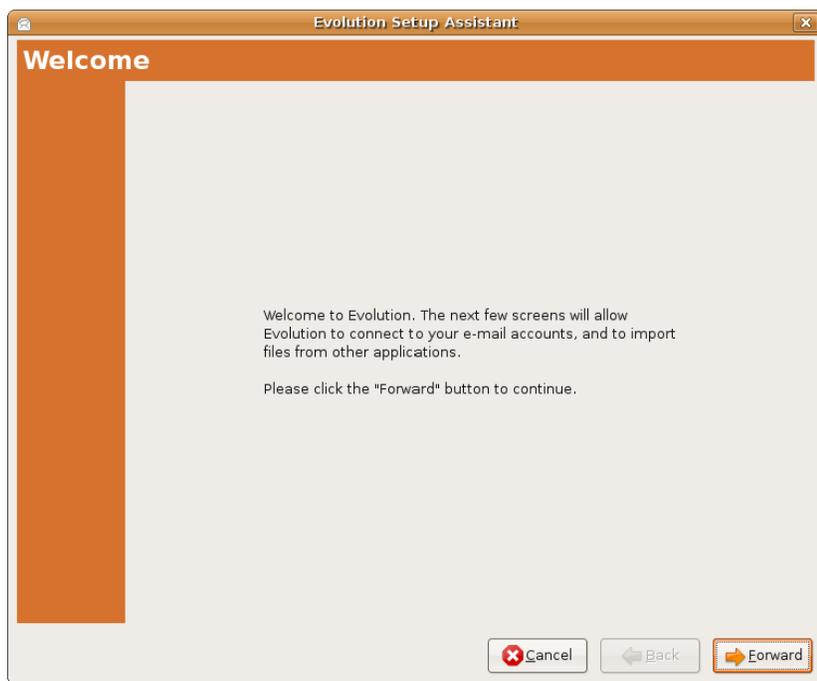 Evolution Setup Assistant
Welcome
Welcome to Evolution. The next few screens will allow
Evolution to connect to your e-mail accounts, and to import
files from other applications.
Please click the "Forward" button to continue.
Cancel
Back
Forward